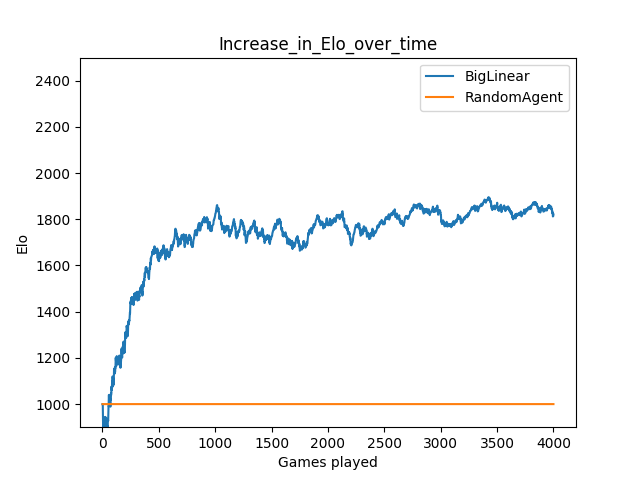 Increase_in_Elo_over_time
BigLinear
RandomAgent
2400
2200
2000
1800
1600
1400
1200
1000
Elo
0 500 1000 1500 2000 2500 3000 3500 4000
Games played